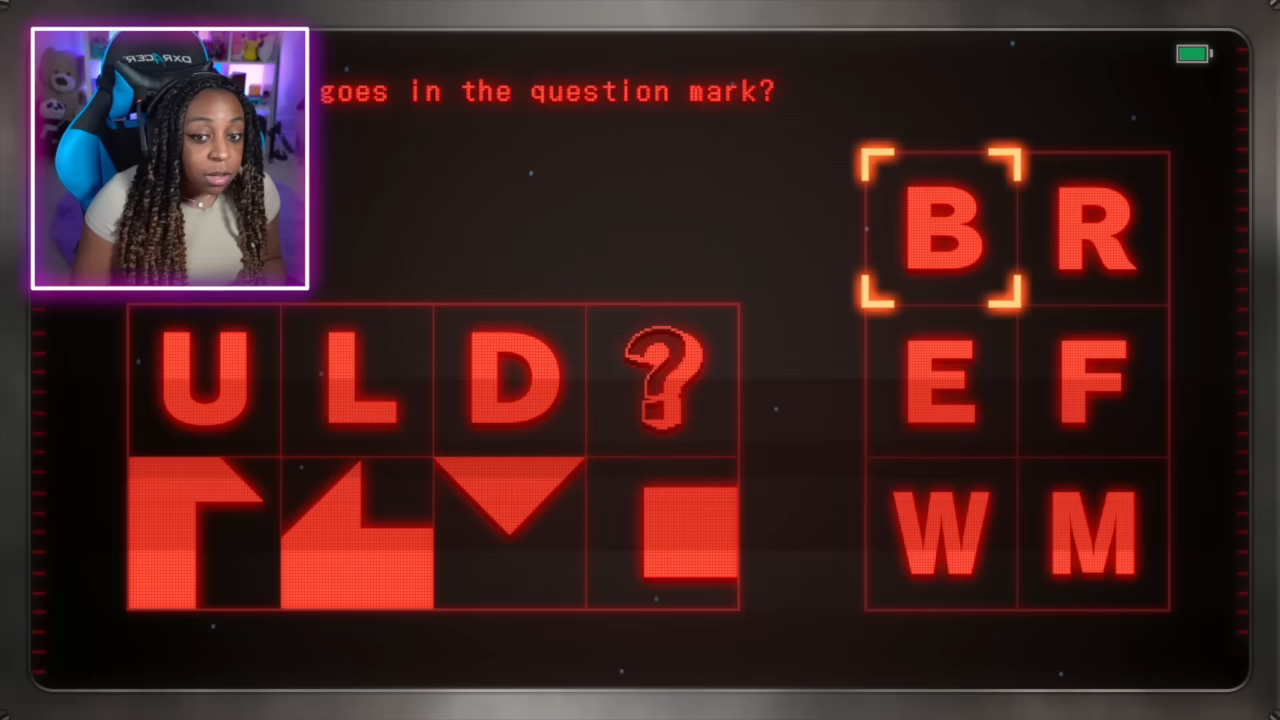 DXRACER
goes in the question mark?
B R
U L D ?
E F
W M